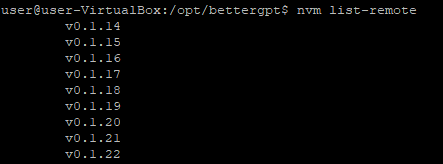 user@user-VirtualBox:/opt/bettergpt$ nvm list-remote
v0.1.14
v0.1.15
v0.1.16
v0.1.17
v0.1.18
v0.1.19
v0.1.20
v0.1.21
v0.1.22